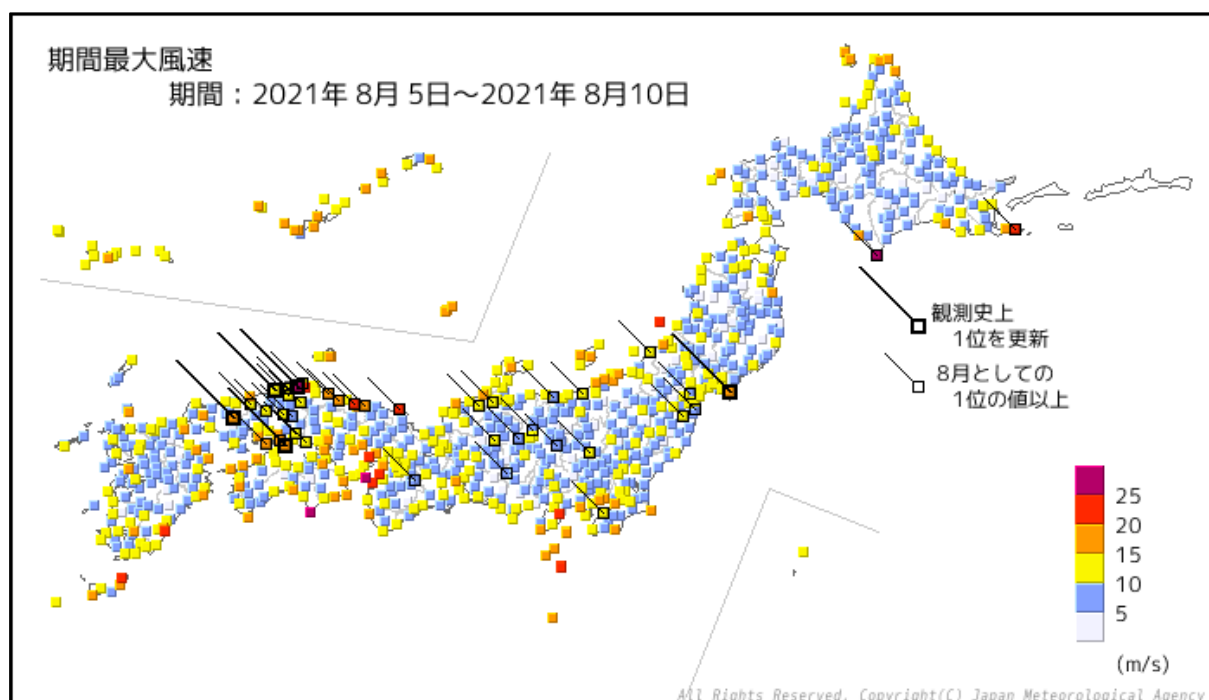 期間最大風速
期間：2021年 8月 5日～2021年 8月10日
観測史上
1位を更新
8月としての
1位の値以上
25
20
15
10
5
(m/s)
All Rights Reserved. Copyright(C) Japan Meteorological Agency